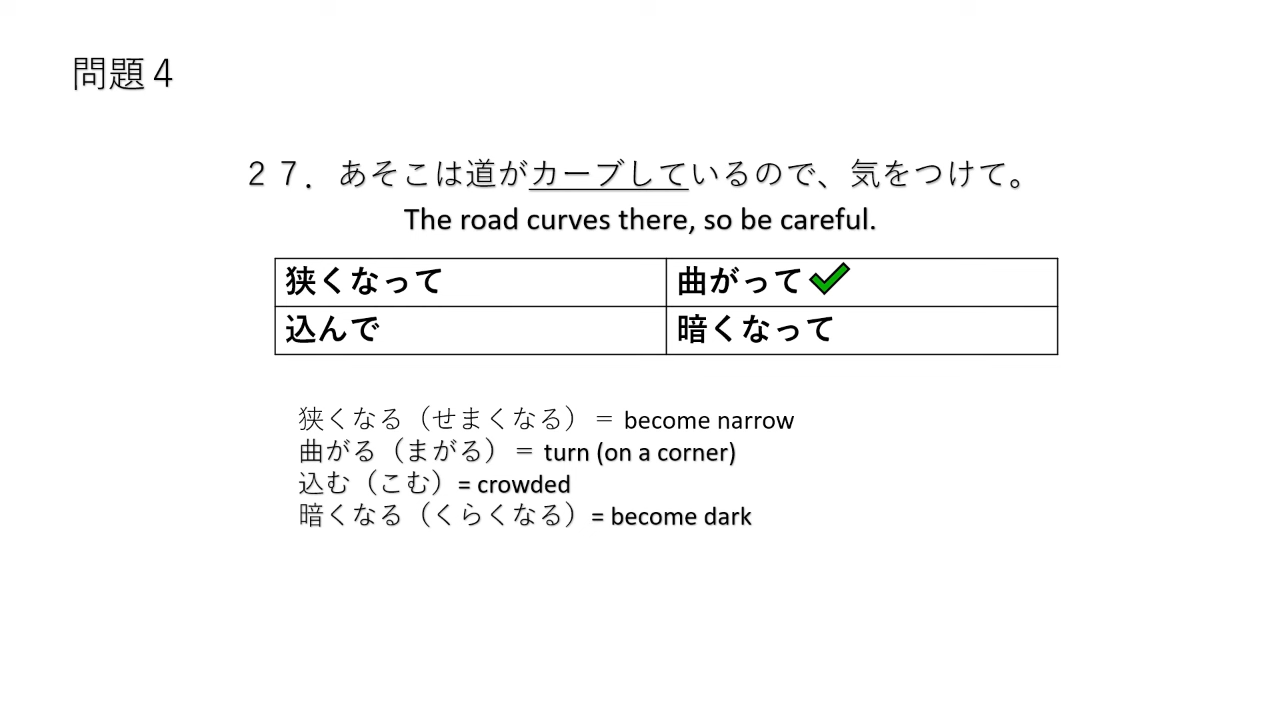 問題４
２７．あそこは道がカーブしているので、気をつけて。
The road curves there, so be careful.
狭くなって 曲がって
込んで 暗くなって
狭くなる（せまくなる）＝ become narrow
曲がる（まがる）＝ turn (on a corner)
込む（こむ）= crowded
暗くなる（くらくなる）= become dark